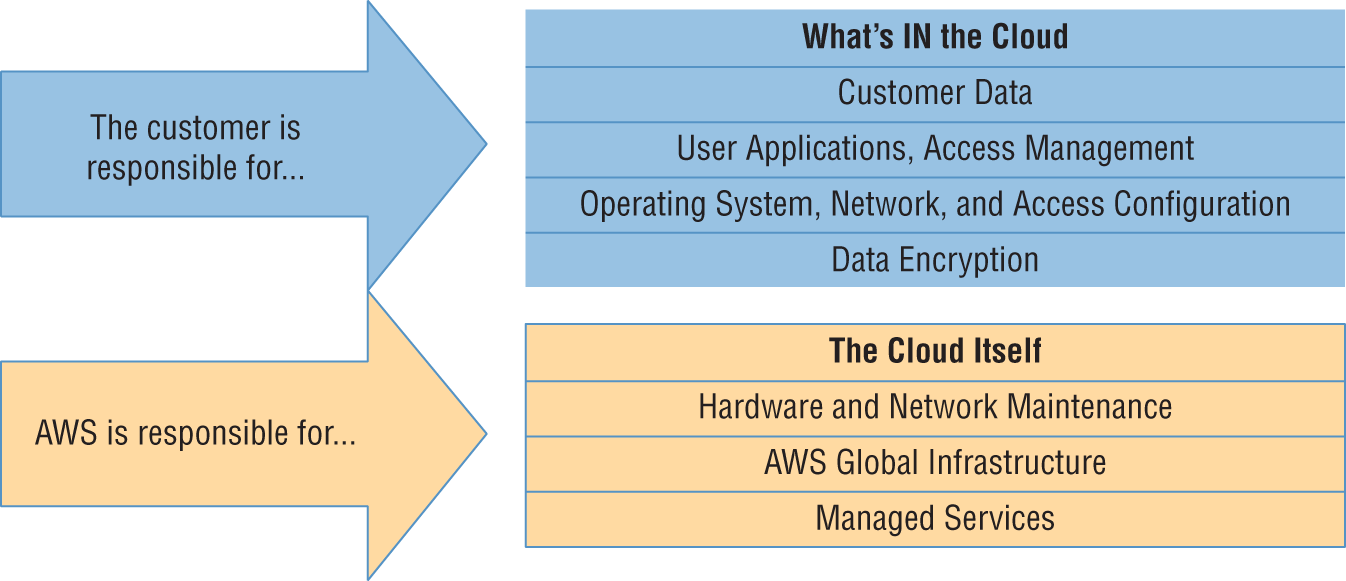 The customer is
responsible for...
What's IN the Cloud
Customer Data
User Applications, Access Management
Operating System, Network, and Access Configuration
Data Encryption
AWS is responsible for...
The Cloud Itself
Hardware and Network Maintenance
AWS Global Infrastructure
Managed Services